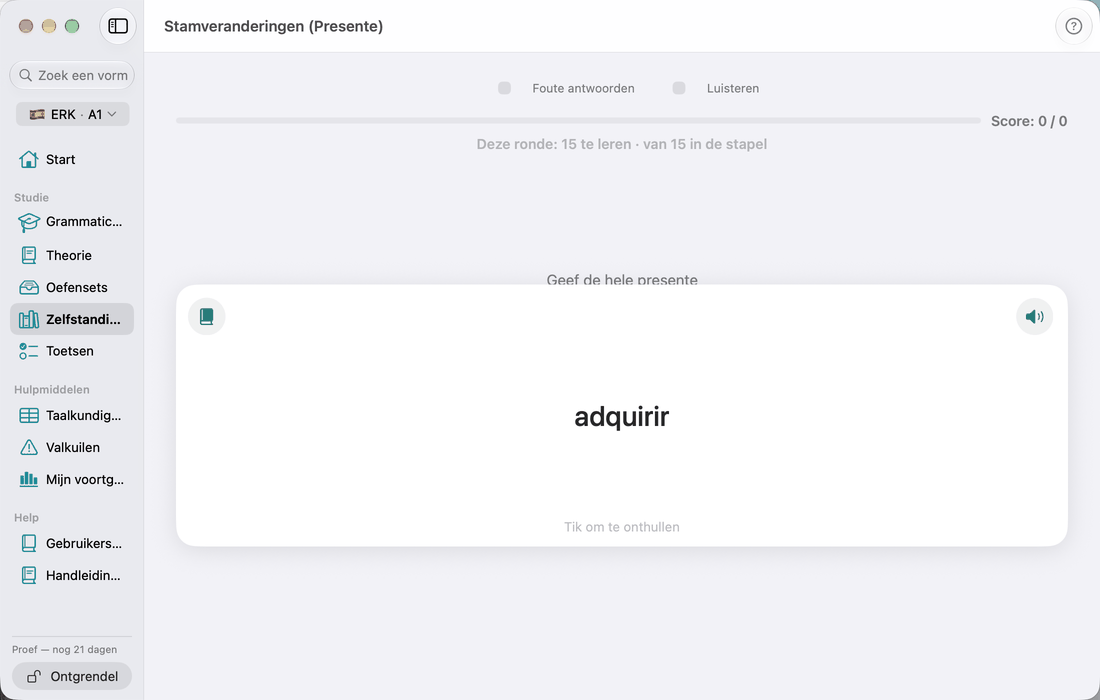 Stamveranderingen (Presente)
Zoek een vorm
ERK · A1
Start
Studie
Grammatic...
Theorie
Oefensets
Zelfstandi...
Toetsen
Hulpmiddelen
Taalkundig...
Valkuilen
Mijn voortg...
Help
Gebruikers...
Handleidin...
Proef — nog 21 dagen
Ontgrendel
Foute antwoorden
Luisteren
Score: 0 / 0
Deze ronde: 15 te leren · van 15 in de stapel
Geef de hele presente
adquirir
Tik om te onthullen